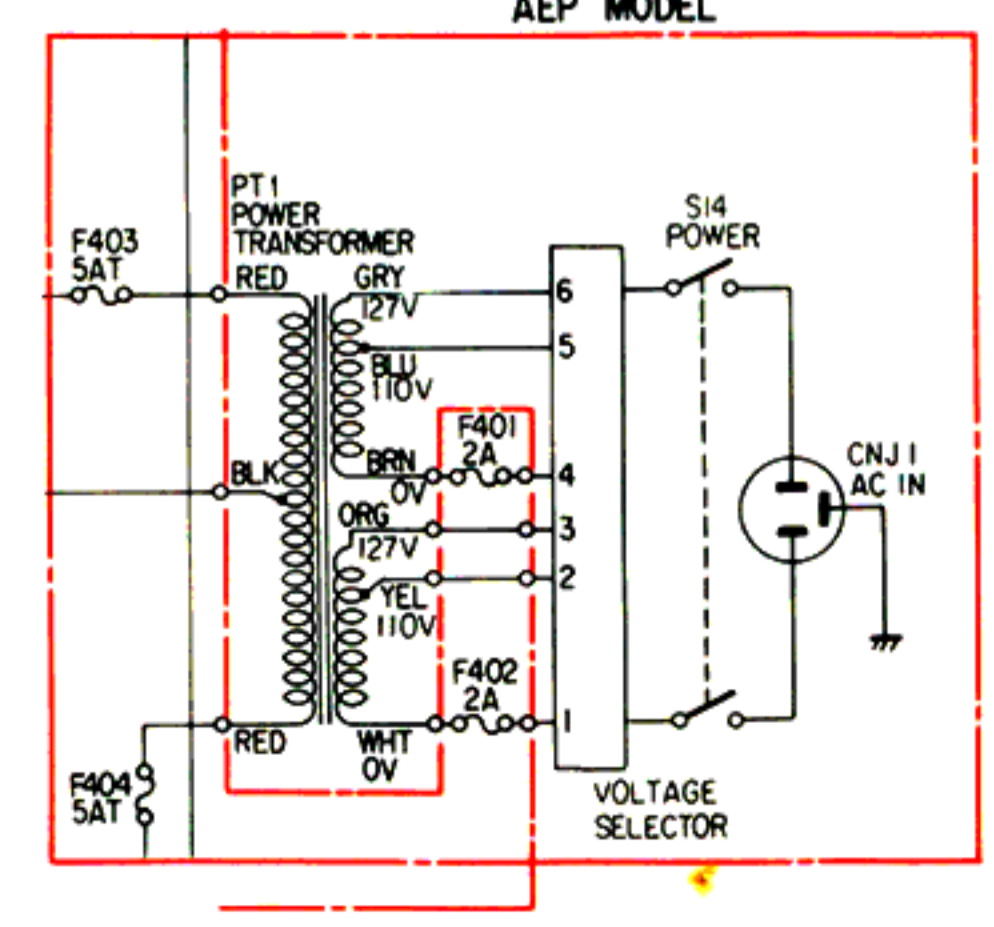 AEP MODEL
PT1
POWER
TRANSFORMER
F403
5AT
RED
GRY
127V
BLU
110V
BRN
0V
F401
2A
BLK
ORG
127V
YEL
110V
F402
2A
RED
WHT
0V
F404
5AT
6
5
4
3
2
1
VOLTAGE
SELECTOR
S14
POWER
CNJ1
AC IN